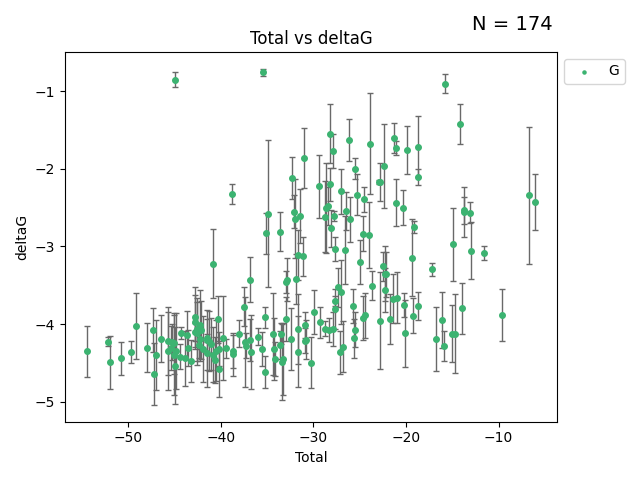 N = 174
Total vs deltaG
G
deltaG
−1
−2
−3
−4
−5
−50 −40 −30 −20 −10
Total